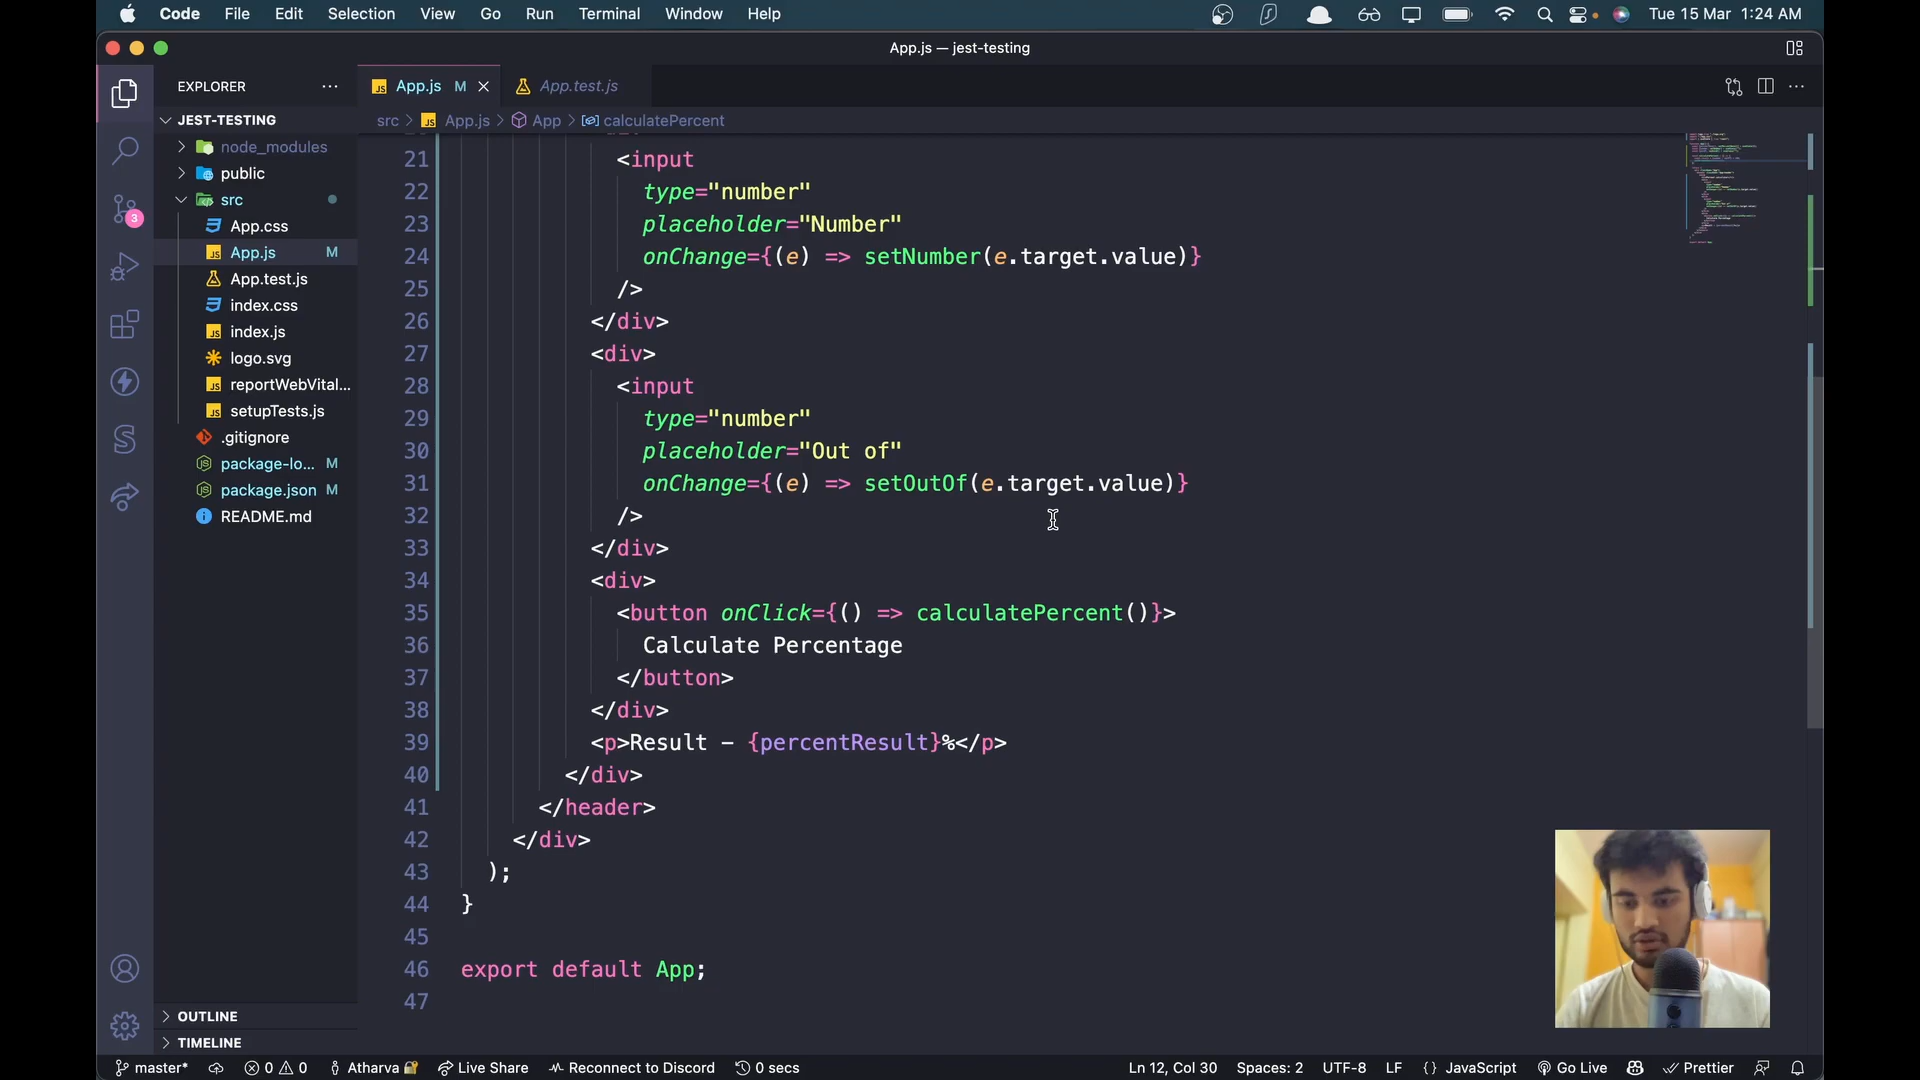 Code File Edit Selection View Go Run Terminal Window Help Tue 15 Mar 1:24 AM
App.js — jest-testing
EXPLORER
App.js M
App.test.js
JEST-TESTING
src > App.js > App > calculatePercent
node_modules
public
src
App.css
App.js M
App.test.js
index.css
index.js
logo.svg
reportWebVital...
setupTests.js
.gitignore
package-lo... M
package.json M
README.md
3
OUTLINE
TIMELINE
21 <input
22 type="number"
23 placeholder="Number"
24 onChange={(e) => setNumber(e.target.value)}
25 />
26 </div>
27 <div>
28 <input
29 type="number"
30 placeholder="Out of"
31 onChange={(e) => setOutOf(e.target.value)}
32 />
33 </div>
34 <div>
35 <button onClick={() => calculatePercent()}>
36 Calculate Percentage
37 </button>
38 </div>
39 <p>Result - {percentResult}%</p>
40 </div>
41 </header>
42 </div>
43 );
44 }
45
46 export default App;
47
master* 0 0 Atharva Live Share Reconnect to Discord 0 secs Ln 12, Col 30 Spaces: 2 UTF-8 LF {} JavaScript Go Live Prettier